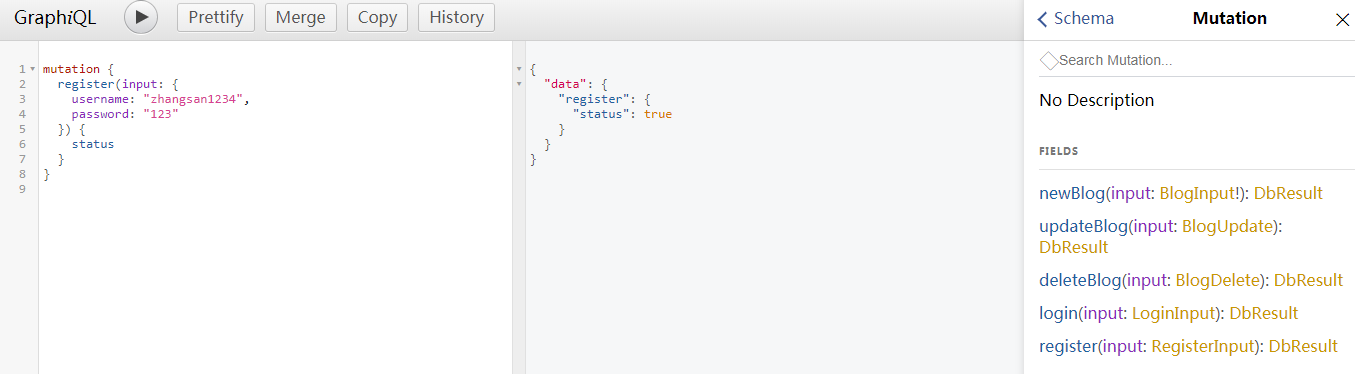 GraphiQL Prettify Merge Copy History
1 mutation {
2 register(input: {
3 username: "zhangsan1234",
4 password: "123"
5 }) {
6 status
7 }
8 }
9
{
"data": {
"register": {
"status": true
}
}
}
Schema Mutation
Search Mutation...
No Description
FIELDS
newBlog(input: BlogInput!): DbResult
updateBlog(input: BlogUpdate):
DbResult
deleteBlog(input: BlogDelete): DbResult
login(input: LoginInput): DbResult
register(input: RegisterInput): DbResult